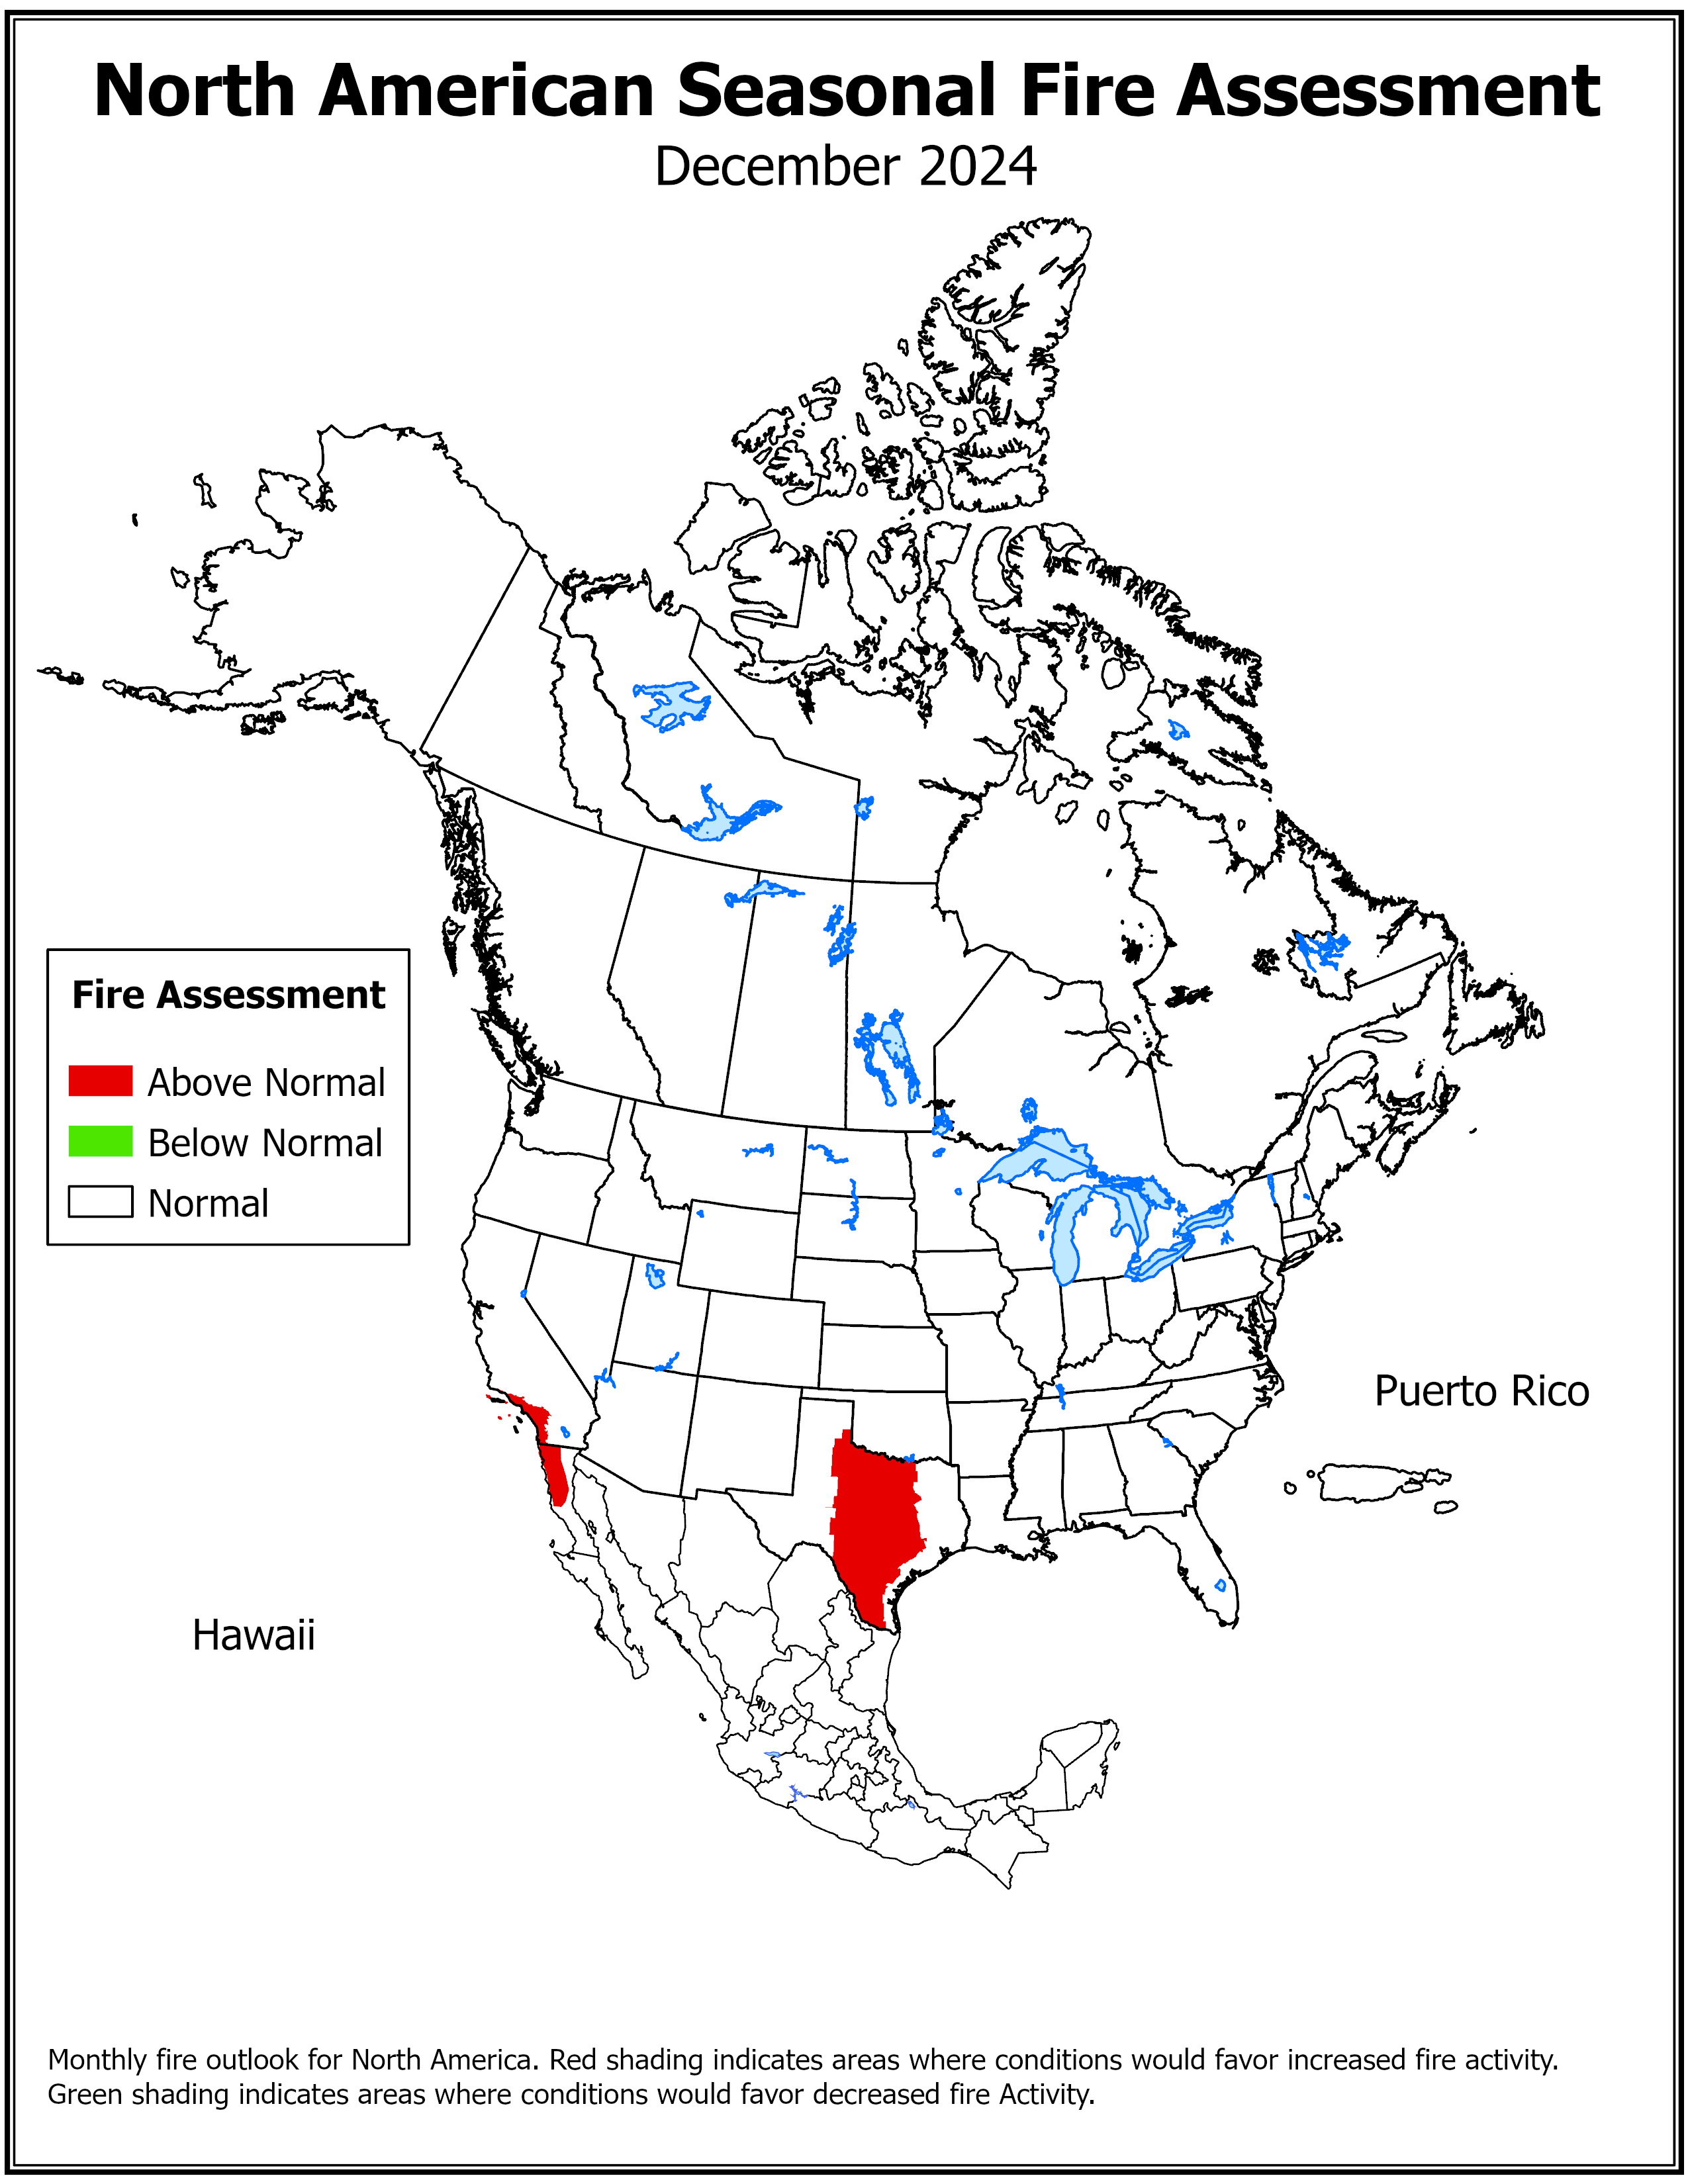 North American Seasonal Fire Assessment
December 2024
Fire Assessment
Above Normal
Below Normal
Normal
Puerto Rico
Hawaii
Monthly fire outlook for North America. Red shading indicates areas where conditions would favor increased fire activity.
Green shading indicates areas where conditions would favor decreased fire Activity.